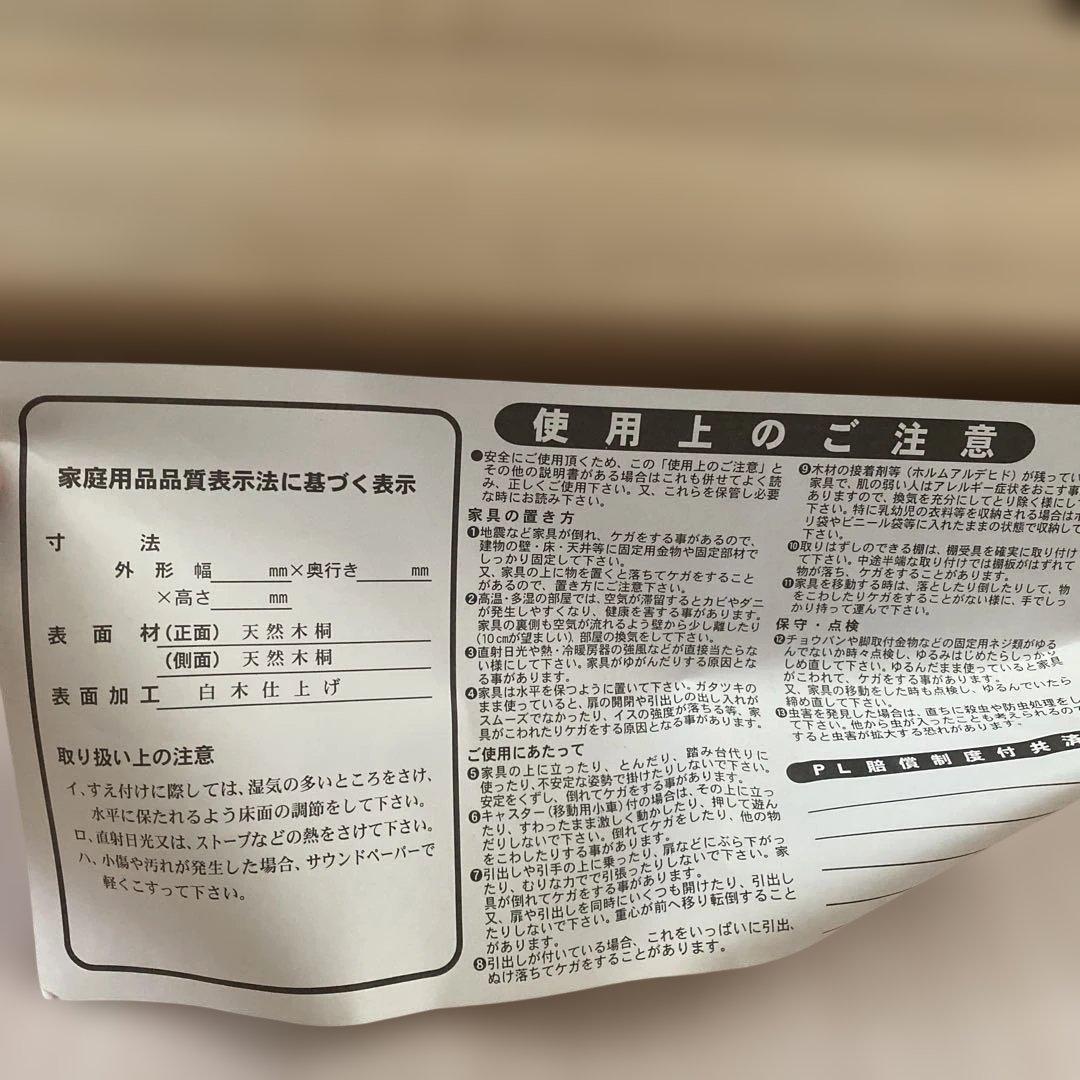 家庭用品品質表示法に基づく表示
寸法
外形 幅 mm×奥行き mm
×高さ mm
表面材(正面) 天然木桐
(側面) 天然木桐
表面加工 白木仕上げ
取り扱い上の注意
イ、すえ付けに際しては、湿気の多いところをさけ、
水平に保たれるよう床面の調節をして下さい。
ロ、直射日光又は、ストーブなどの熱をさけて下さい。
ハ、小傷や汚れが発生した場合、サウンドペーパーで
軽くこすって下さい。
使用上のご注意
●安全にご使用頂くため、この「使用上のご注意」と
その他の説明書がある場合はこれも併せてよく読
み、正しくご使用下さい。又、これらを保管し必要
な時にお読み下さい。
家具の置き方
❶地震など家具が倒れ、ケガをする事があるので、
建物の壁・床・天井等に固定用金物や固定部材で
しっかり固定して下さい。
又、家具の上に物を置くと落ちてケガをすること
があるので、置き方にご注意下さい。
❷高温・多湿の部屋では、空気が滞留するとカビやダニ
が発生しやすくなり、健康を害する事があります。
家具の裏側も空気が流れるよう壁から少し離したり
(10㎝が望ましい)、部屋の換気をして下さい。
❸直射日光や熱・冷暖房器の強風などが直接当たらな
い様にして下さい。家具がゆがんだりする原因とな
る事があります。
❹家具は水平を保つように置いて下さい。ガタツキの
まま使っていると、扉の開閉や引出しの出し入れが
スムーズでなかったり、イスの強度が落ちる等、家
具がこわれたりケガをする原因となる事があります。
ご使用にあたって
❺家具の上に立ったり、とんだり、踏み台代りに
使ったり、不安定な姿勢で掛けたりしないで下さい。
安定をくずし、倒れてケガをする事があります。
❻キャスター(移動用小車)付の場合は、その上に立っ
たり、すわったまま激しく動かしたり、押して遊ん
だりしないで下さい。倒れてケガをしたり、他の物
をこわしたりする事があります。
❼引出しや引手の上に乗ったり、扉などにぶら下がっ
たり、むりな力でで引張ったりしないで下さい。家
具が倒れてケガをする事があります。
又、扉や引出しを同時にいくつも開けたり、引出し
たりしないで下さい。重心が前へ移り転倒すること
があります。
❽引出しが付いている場合、これをいっぱいに引出、
ぬけ落ちてケガをすることがあります。
❾木材の接着剤等(ホルムアルデヒド)が残ってい
家具で、肌の弱い人はアレルギー症状をおこす事
ありますので、換気を充分にしてとり除く様にし
下さい。特に乳幼児の衣料等を収納される場合はポ
リ袋やビニール袋等に入れたままの状態で収納して
下さい。
❿取りはずしのできる棚は、棚受具を確実に取り付け
て下さい。中途半端な取り付けでは棚板がはずれて
物が落ち、ケガをすることがあります。
⓫家具を移動する時は、落としたり倒したりして、物
をこわしたりケガをすることがない様に、手でしっ
かり持って運んで下さい。
保守・点検
⓬チョウバンや脚取付金物などの固定用ネジ類がゆる
んでないか時々点検し、ゆるみはじめたらしっかり
しめ直して下さい。ゆるんだまま使っていると家具
がこわれて、ケガをする事があります。
又、家具の移動をした時も点検し、ゆるんでいたら
締め直して下さい。
⓭虫害を発見した場合は、直ちに殺虫や防虫処理をし
て下さい。他から虫が入ったことも考えられるので
すると虫害が拡大する恐れがあります。
PL賠償制度付共済